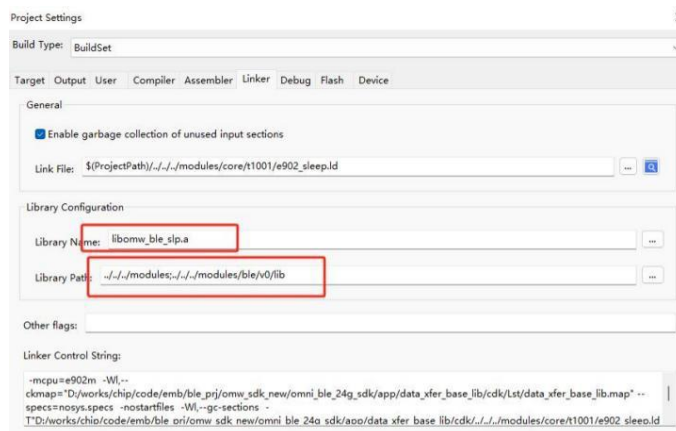 Project Settings
Build Type: BuildSet
Target Output User Compiler Assembler Linker Debug Flash Device
General
Enable garbage collection of unused input sections
Link File: $(ProjectPath)/../../../modules/core/t1001/e902_sleep.ld ...
Library Configuration
Library Name: libomw_ble_slp.a ...
Library Path: ../../../modules;../../../modules/ble/v0/lib ...
Other flags:
Linker Control String:
-mcpu=e902m -Wl,--
ckmap="D:/works/chip/code/emb/ble_prj/omw_sdk_new/omni_ble_24g_sdk/app/data_xfer_base_lib/cdk/Lst/data_xfer_base_lib.map" --
specs=nosys.specs -nostartfiles -Wl,--gc-sections -
T"D:/works/chip/code/emb/ble_prj/omw_sdk_new/omni_ble_24g_sdk/app/data_xfer_base_lib/cdk/../../../modules/core/t1001/e902_sleep.ld